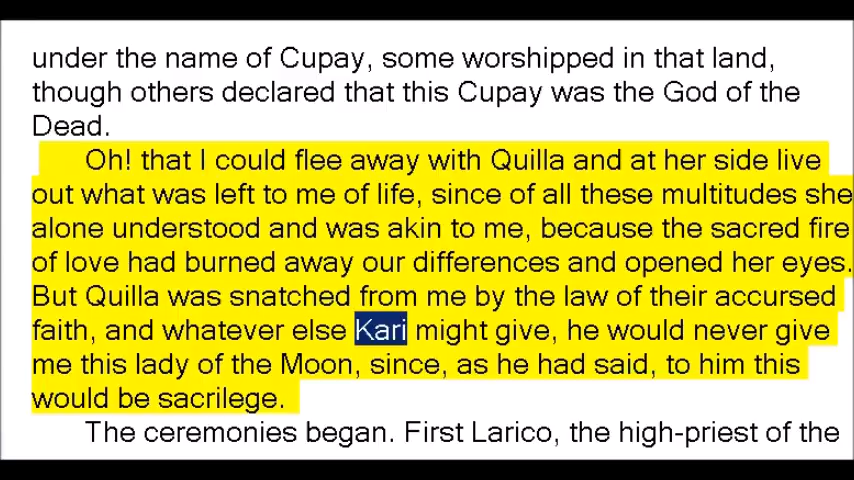 under the name of Cupay, some worshipped in that land,
though others declared that this Cupay was the God of the
Dead.
Oh! that I could flee away with Quilla and at her side live
out what was left to me of life, since of all these multitudes she
alone understood and was akin to me, because the sacred fire
of love had burned away our differences and opened her eyes.
But Quilla was snatched from me by the law of their accursed
faith, and whatever else Kari might give, he would never give
me this lady of the Moon, since, as he had said, to him this
would be sacrilege.
The ceremonies began. First Larico, the high-priest of the